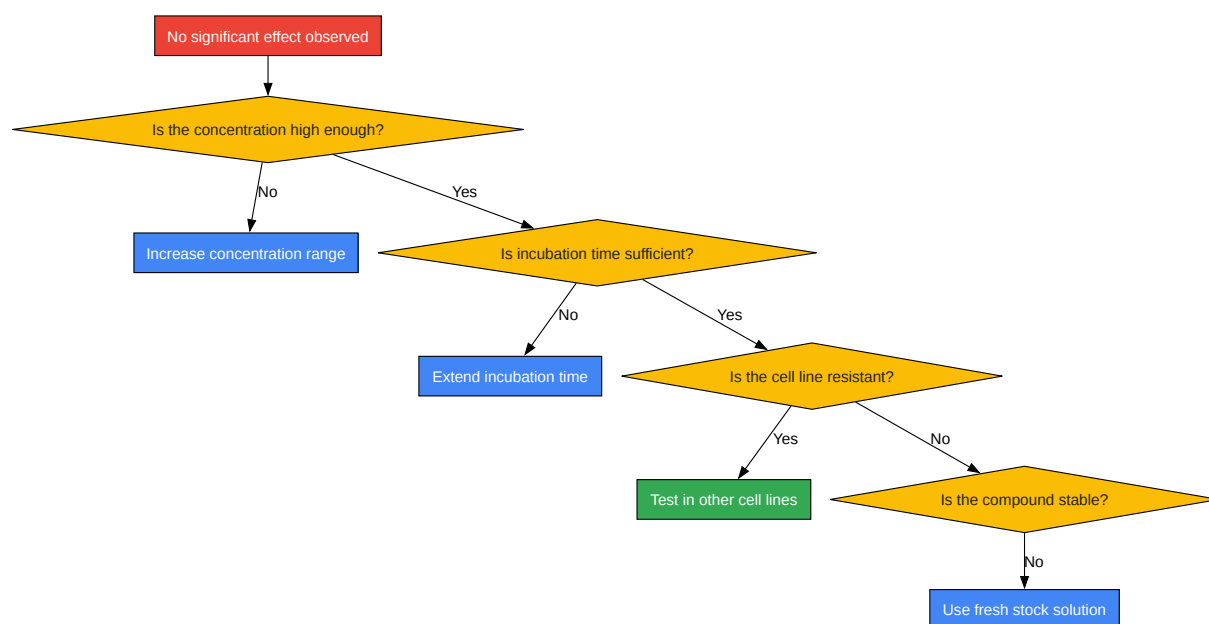 No significant effect observed
Is the concentration high enough?
No
Yes
Increase concentration range
Is incubation time sufficient?
No
Yes
Extend incubation time
Is the cell line resistant?
Yes
No
Test in other cell lines
Is the compound stable?
No
Use fresh stock solution